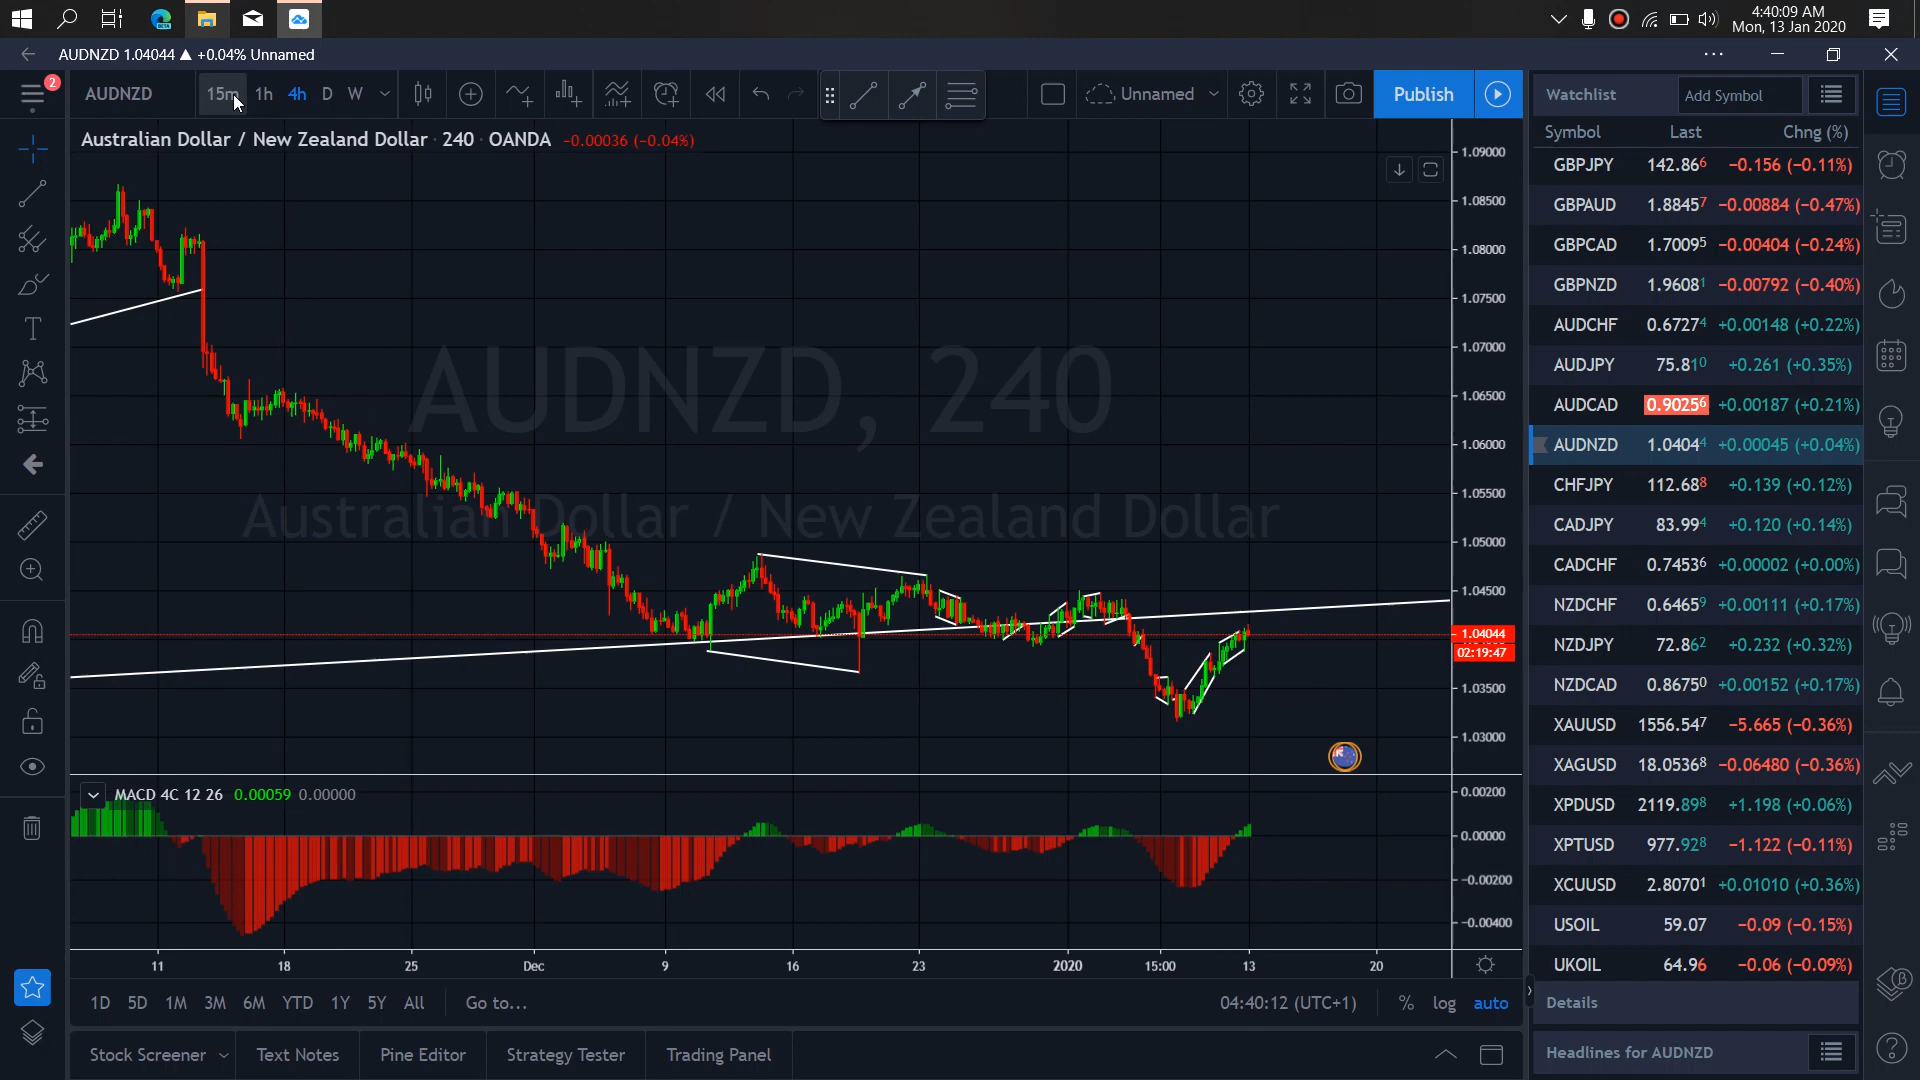 4:40:09 AM
Mon, 13 Jan 2020
AUDNZD 1.04044 ▲ +0.04% Unnamed
2
AUDNZD 15m 1h 4h D W
Unnamed
Publish
Australian Dollar / New Zealand Dollar · 240 · OANDA −0.00036 (−0.04%)
AUDNZD, 240
Australian Dollar / New Zealand Dollar
1.09000
1.08500
1.08000
1.07500
1.07000
1.06500
1.06000
1.05500
1.05000
1.04500
1.04044
02:19:47
1.03500
1.03000
MACD 4C 12 26 0.00059 0.00000
0.00200
0.00000
−0.00200
−0.00400
11 18 25 Dec 9 16 23 2020 15:00 13 20
1D 5D 1M 3M 6M YTD 1Y 5Y All Go to...
04:40:12 (UTC+1) % log auto
Stock Screener Text Notes Pine Editor Strategy Tester Trading Panel
Watchlist Add Symbol
Symbol Last Chng (%)
GBPJPY 142.866 −0.156 (−0.11%)
GBPAUD 1.88457 −0.00884 (−0.47%)
GBPCAD 1.70095 −0.00404 (−0.24%)
GBPNZD 1.96081 −0.00792 (−0.40%)
AUDCHF 0.67274 +0.00148 (+0.22%)
AUDJPY 75.810 +0.261 (+0.35%)
AUDCAD 0.90256 +0.00187 (+0.21%)
AUDNZD 1.04044 +0.00045 (+0.04%)
CHFJPY 112.688 +0.139 (+0.12%)
CADJPY 83.994 +0.120 (+0.14%)
CADCHF 0.74536 +0.00002 (+0.00%)
NZDCHF 0.64659 +0.00111 (+0.17%)
NZDJPY 72.862 +0.232 (+0.32%)
NZDCAD 0.86750 +0.00152 (+0.17%)
XAUUSD 1556.547 −5.665 (−0.36%)
XAGUSD 18.05368 −0.06480 (−0.36%)
XPDUSD 2119.898 +1.198 (+0.06%)
XPTUSD 977.928 −1.122 (−0.11%)
XCUUSD 2.80701 +0.01010 (+0.36%)
USOIL 59.07 −0.09 (−0.15%)
UKOIL 64.96 −0.06 (−0.09%)
Details
Headlines for AUDNZD